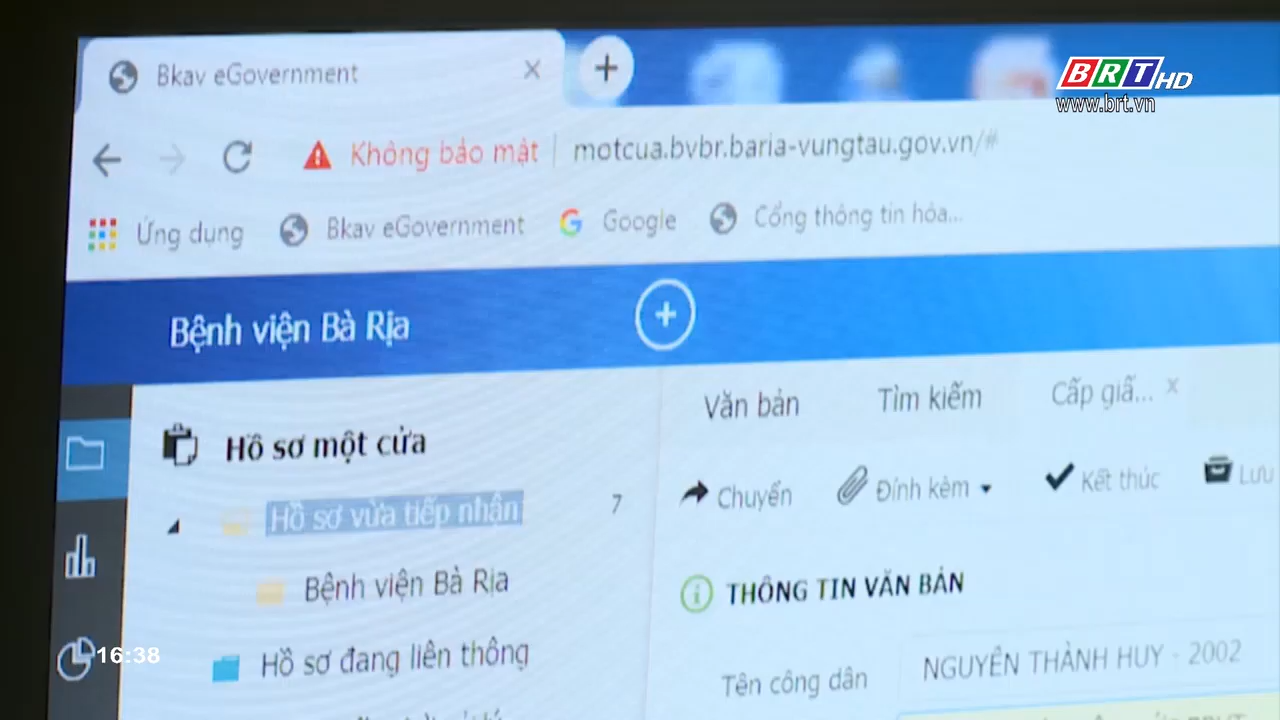 Bkav eGovernment
BRT HD
www.brt.vn
Không bảo mật | motcua.bvbr.baria-vungtau.gov.vn/#
Ứng dụng Bkav eGovernment Google Cổng thông tin hỏa...
Bệnh viện Bà Rịa
Văn bản Tìm kiếm Cấp giấ...
Hồ sơ một cửa
Chuyển Đính kèm Kết thúc Lưu
Hồ sơ vừa tiếp nhận 7
Bệnh viện Bà Rịa
THÔNG TIN VĂN BẢN
Hồ sơ đang liên thông
16:38
Tên công dân NGUYỄN THÀNH HUY - 2002